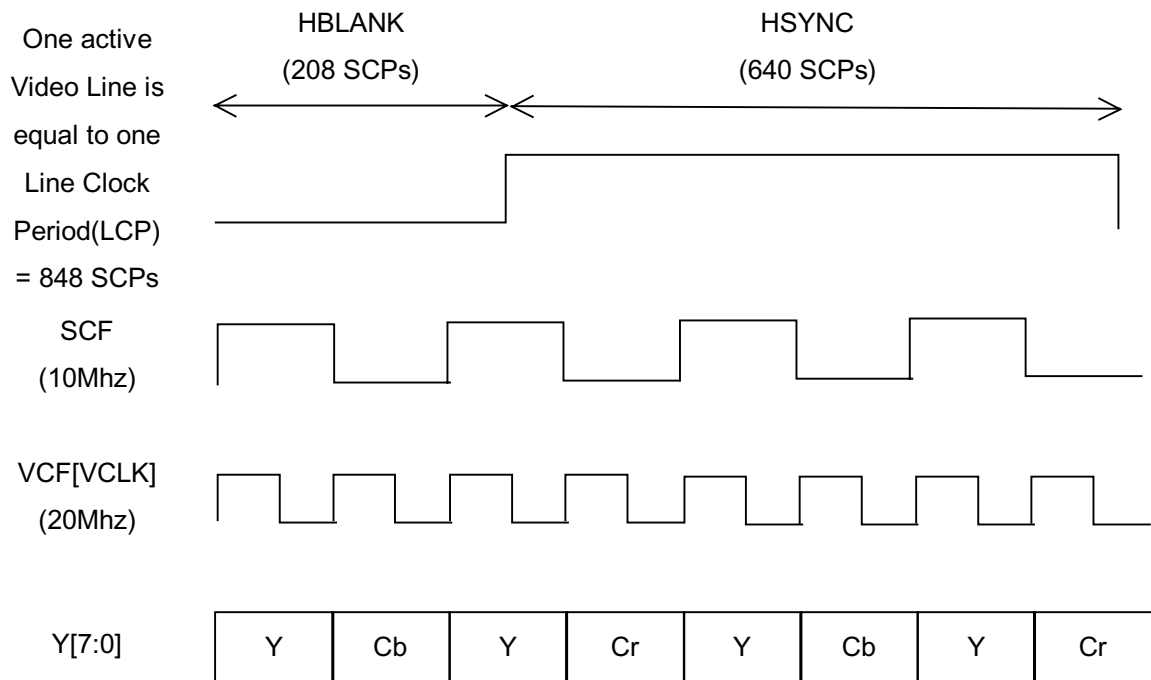 One active
Video Line is
equal to one
Line Clock
Period(LCP)
= 848 SCPs
HBLANK
(208 SCPs)
HSYNC
(640 SCPs)
SCF
(10Mhz)
VCF[VCLK]
(20Mhz)
Y[7:0]
Y Cb Y Cr Y Cb Y Cr